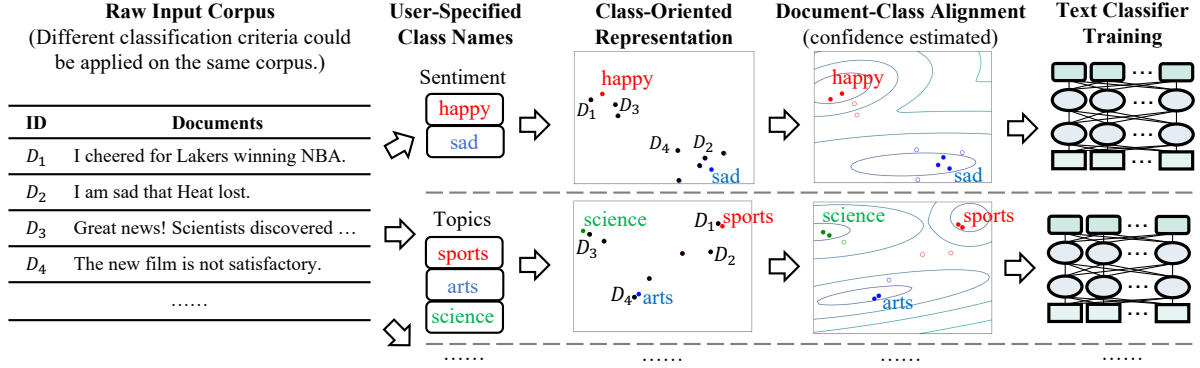 Raw Input Corpus
(Different classification criteria could
be applied on the same corpus.)
ID Documents
D1 I cheered for Lakers winning NBA.
D2 I am sad that Heat lost.
D3 Great news! Scientists discovered …
D4 The new film is not satisfactory.
……
User-Specified
Class Names
Sentiment
happy
sad
Topics
sports
arts
science
……
Class-Oriented
Representation
happy
D1 D3
D4 D2
sad
science
D1 sports
D3
D2
D4 arts
……
Document-Class Alignment
(confidence estimated)
happy
sad
science
sports
arts
……
Text Classifier
Training
…
…
…
…
…
…
…
…
……